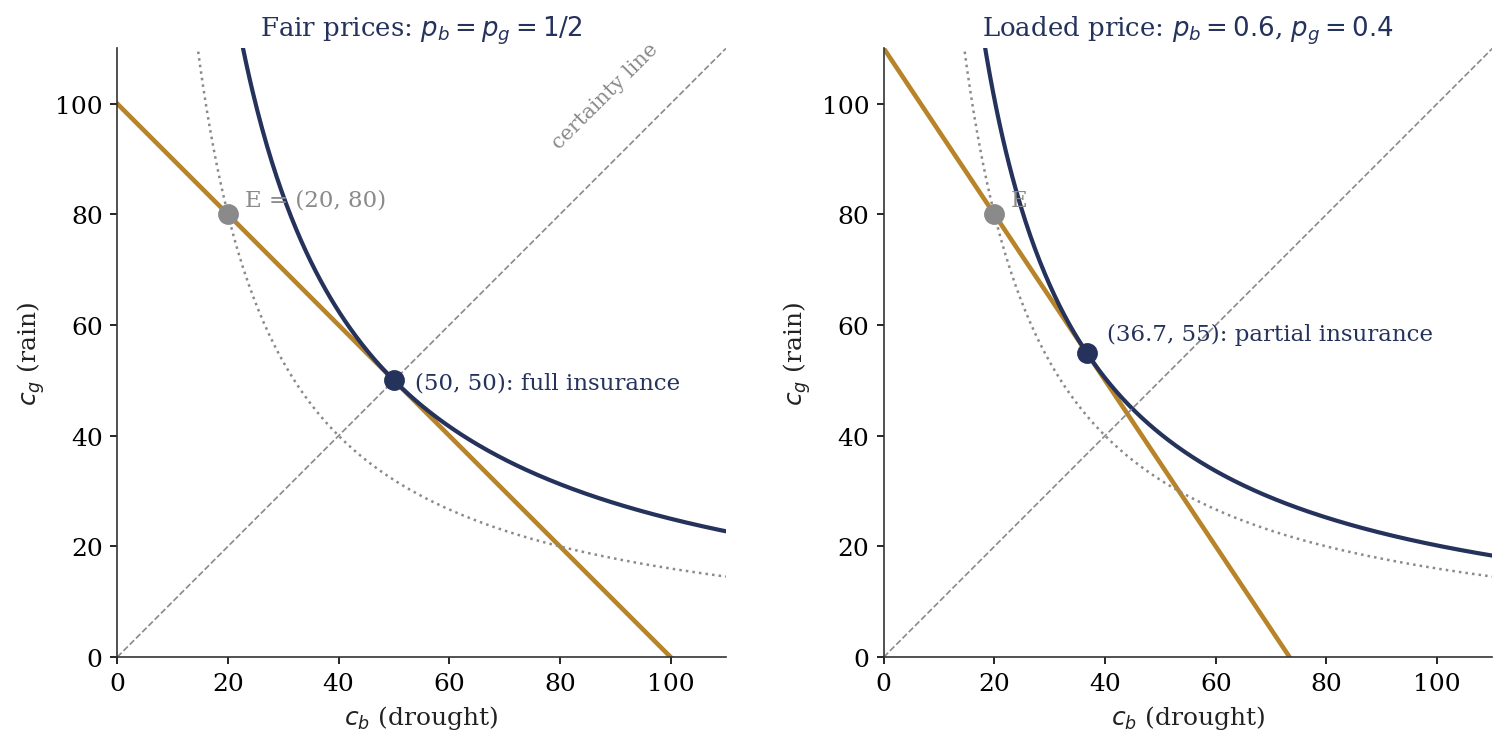 Fair prices: p_b = p_g = 1/2
certainty line
100
80
60
40
20
0
E = (20, 80)
(50, 50): full insurance
0 20 40 60 80 100
c_b (drought)
c_g (rain)
Loaded price: p_b = 0.6, p_g = 0.4
100
80
60
40
20
0
E
(36.7, 55): partial insurance
0 20 40 60 80 100
c_b (drought)
c_g (rain)